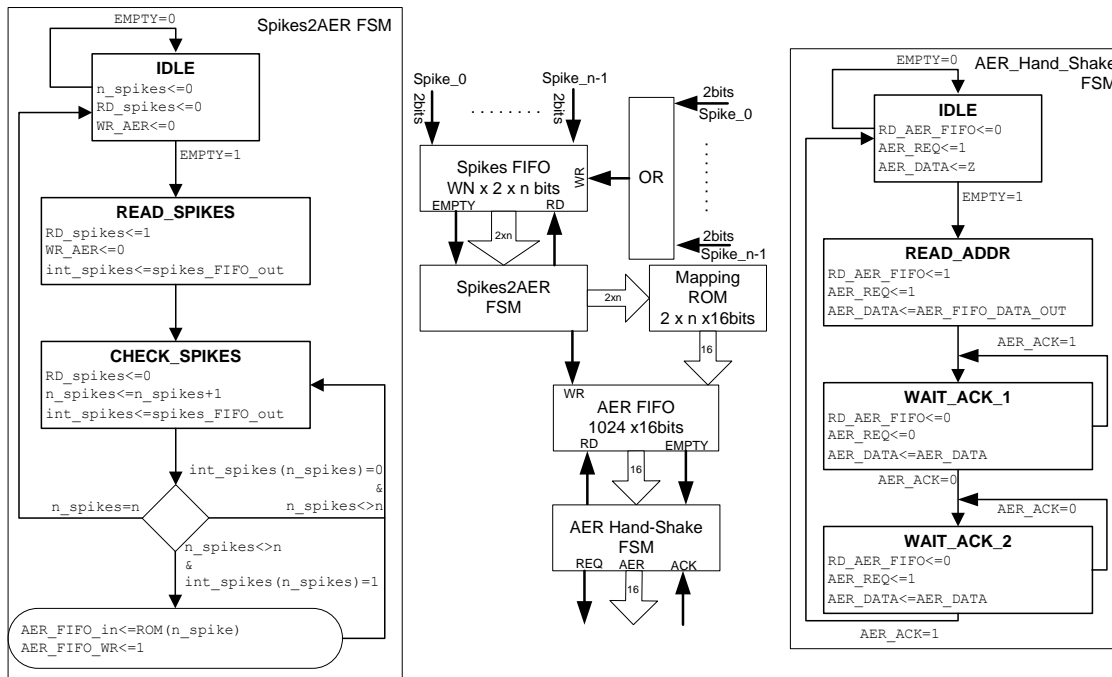 Spikes2AER FSM
EMPTY=0
IDLE
n_spikes<=0
RD_spikes<=0
WR_AER<=0
EMPTY=1
READ_SPIKES
RD_spikes<=1
WR_AER<=0
int_spikes<=spikes_FIFO_out
CHECK_SPIKES
RD_spikes<=0
n_spikes<=n_spikes+1
int_spikes<=spikes_FIFO_out
int_spikes(n_spikes)=0
&
n_spikes<>n
n_spikes=n
n_spikes<>n
&
int_spikes(n_spikes)=1
AER_FIFO_in<=ROM(n_spike)
AER_FIFO_WR<=1
Spike_0
Spike_n-1
2bits
2bits
. . . . . . . .
Spikes FIFO
WN x 2 x n bits
WR
EMPTY
RD
OR
2bits
Spike_0
2bits
Spike_n-1
2xn
Spikes2AER
FSM
2xn
Mapping
ROM
2 x n x16bits
16
WR
AER FIFO
1024 x16bits
RD
EMPTY
16
AER Hand-Shake
FSM
REQ
AER
ACK
16
AER_Hand_Shake
FSM
EMPTY=0
IDLE
RD_AER_FIFO<=0
AER_REQ<=1
AER_DATA<=Z
EMPTY=1
READ_ADDR
RD_AER_FIFO<=1
AER_REQ<=1
AER_DATA<=AER_FIFO_DATA_OUT
AER_ACK=1
WAIT_ACK_1
RD_AER_FIFO<=0
AER_REQ<=0
AER_DATA<=AER_DATA
AER_ACK=0
AER_ACK=0
WAIT_ACK_2
RD_AER_FIFO<=0
AER_REQ<=1
AER_DATA<=AER_DATA
AER_ACK=1